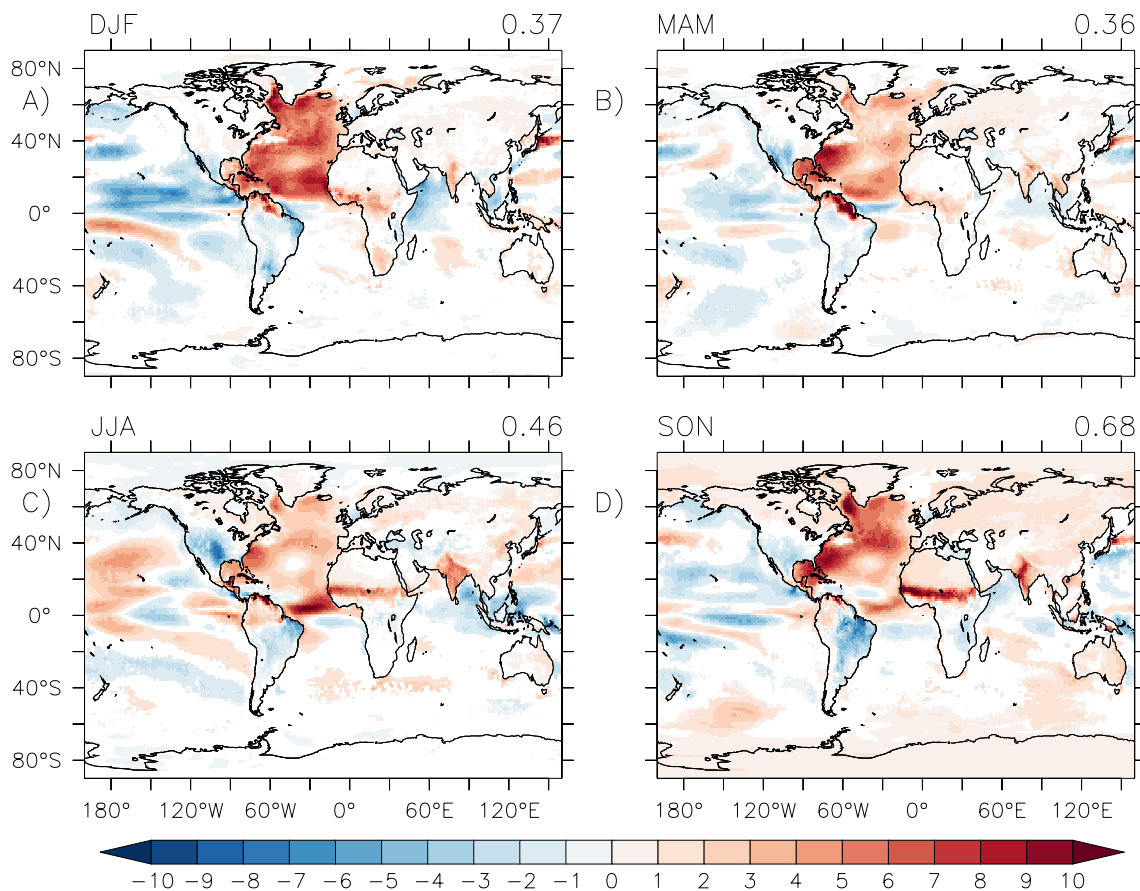 DJF 0.37 MAM 0.36
80°N
A) B)
40°N
0°
40°S
80°S
JJA 0.46 SON 0.68
80°N
C) D)
40°N
0°
40°S
80°S
180° 120°W 60°W 0° 60°E 120°E 180° 120°W 60°W 0° 60°E 120°E
−10 −9 −8 −7 −6 −5 −4 −3 −2 −1 0 1 2 3 4 5 6 7 8 9 10